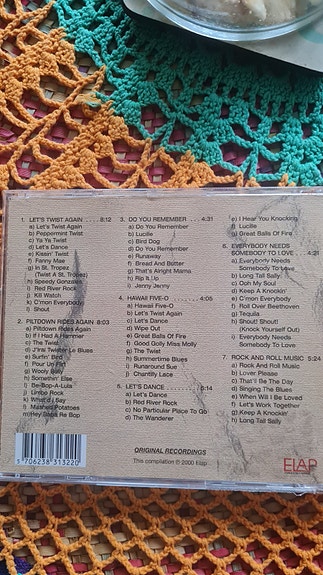 1. LET'S TWIST AGAIN . . . . 8:12
a) Let's Twist Again
b) Peppermint Twist
c) Ya Ya Twist
d) Let's Dance
e) Kissin' Twist
f) Fanny Mae
g) In St. Tropez
(Twist A St. Tropez)
h) Speedy Gonzales
i) Red River Rock
j) Kill Watch
k) C'mon Everybody
l) Shout
2. PILTDOWN RIDES AGAIN 8:03
a) Piltdown Rides Again
b) If I Had A Hammer
c) The Twist
d) J'irai Twister Le Blues
e) Surfin' Bird
f) Pour Un Flirt
g) Wooly Bully
h) Somethin' Else
i) Be-Bop-A-Lula
j) Limbo Rock
k) What'd I Say
l) Mashed Potatoes
m) Hey Baba Re Bop
3. DO YOU REMEMBER . . 4:31
a) Do You Remember
b) Lucille
c) Bird Dog
d) Do You Remember
e) Runaway
f) Bread And Butter
g) That's Alright Mama
h) Rip It Up
i) Jenny Jenny
4. HAWAII FIVE-O . . . . . 4:05
a) Hawaii Five-O
b) Let's Twist Again
c) Let's Dance
d) Wipe Out
e) Great Balls Of Fire
f) Good Golly Miss Molly
g) The Twist
h) Summertime Blues
i) Runaround Sue
j) Chantilly Lace
5. LET'S DANCE . . . . . . 6:14
a) Let's Dance
b) Red River Rock
c) No Particular Place To Go
d) The Wanderer
e) I Hear You Knocking
f) Lucille
g) Great Balls Of Fire
6. EVERYBODY NEEDS
SOMEBODY TO LOVE . . 4:21
a) Everybody Needs
Somebody To Love
b) Long Tall Sally
c) Ooh My Soul
d) Keep A Knockin'
e) C'mon Everybody
f) Roll Over Beethoven
g) Tequila
h) Shout! Shout!
(Knock Yourself Out)
i) Everybody Needs
Somebody To Love
7. ROCK AND ROLL MUSIC 5:24
a) Rock And Roll Music
b) Lover Please
c) That'll Be The Day
d) Singing The Blues
e) When Will I Be Loved
f) Let's Work Together
g) Keep A Knockin'
h) Long Tall Sally
5 706238 313220
ORIGINAL RECORDINGS
This compilation ℗ 2000 Elap
ELAP